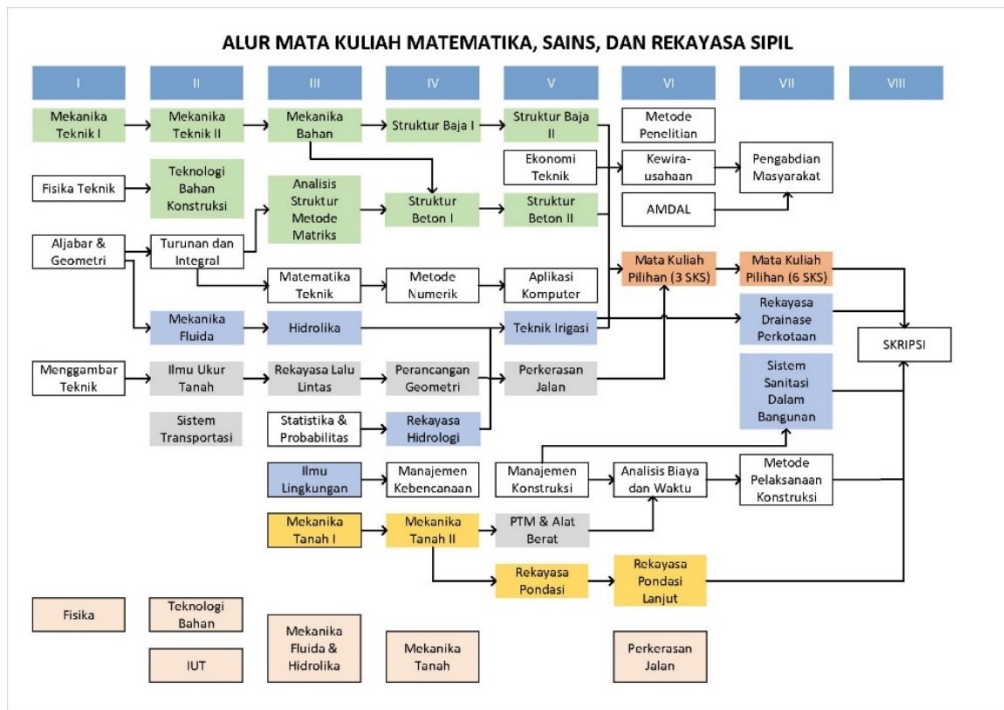 ALUR MATA KULIAH MATEMATIKA, SAINS, DAN REKAYASA SIPIL
I
II
III
IV
V
VI
VII
VIII
Mekanika
Teknik I
Mekanika
Teknik II
Mekanika
Bahan
Struktur Baja I
Struktur Baja
II
Metode
Penelitian
Fisika Teknik
Teknologi
Bahan
Konstruksi
Analisis
Struktur
Metode
Matriks
Struktur
Beton I
Ekonomi
Teknik
Struktur
Beton II
Kewira-
usahaan
AMDAL
Pengabdian
Masyarakat
Aljabar &
Geometri
Turunan dan
Integral
Matematika
Teknik
Metode
Numerik
Aplikasi
Komputer
Mata Kuliah
Pilihan (3 SKS)
Mata Kuliah
Pilihan (6 SKS)
Mekanika
Fluida
Hidrolika
Teknik Irigasi
Rekayasa
Drainase
Perkotaan
SKRIPSI
Menggambar
Teknik
Ilmu Ukur
Tanah
Rekayasa Lalu
Lintas
Perancangan
Geometri
Perkerasan
Jalan
Sistem
Sanitasi
Dalam
Bangunan
Sistem
Transportasi
Statistika &
Probabilitas
Rekayasa
Hidrologi
Ilmu
Lingkungan
Manajemen
Kebencanaan
Manajemen
Konstruksi
Analisis Biaya
dan Waktu
Metode
Pelaksanaan
Konstruksi
Mekanika
Tanah I
Mekanika
Tanah II
PTM & Alat
Berat
Rekayasa
Pondasi
Rekayasa
Pondasi
Lanjut
Fisika
Teknologi
Bahan
IUT
Mekanika
Fluida &
Hidrolika
Mekanika
Tanah
Perkerasan
Jalan